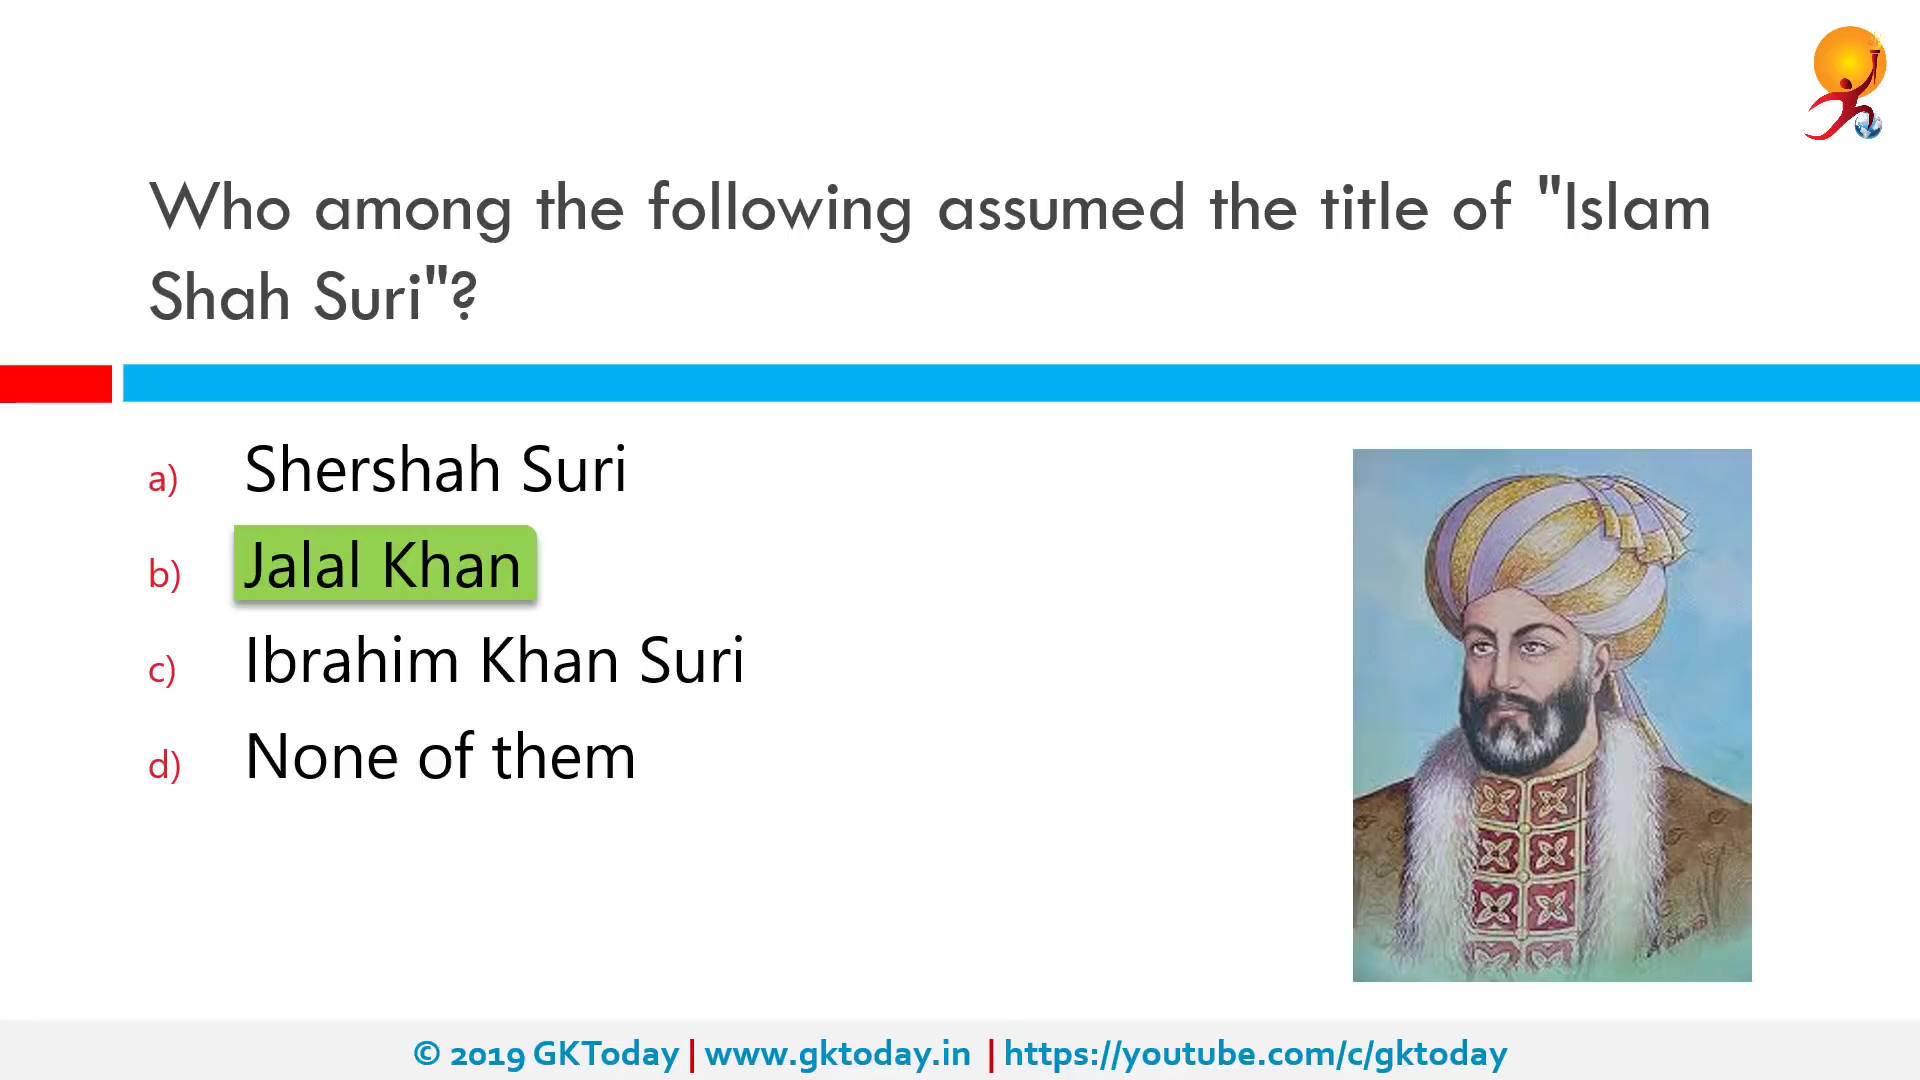 Who among the following assumed the title of "Islam
Shah Suri"?
a) Shershah Suri
b) Jalal Khan
c) Ibrahim Khan Suri
d) None of them
© 2019 GKToday | www.gktoday.in | https://youtube.com/c/gktoday